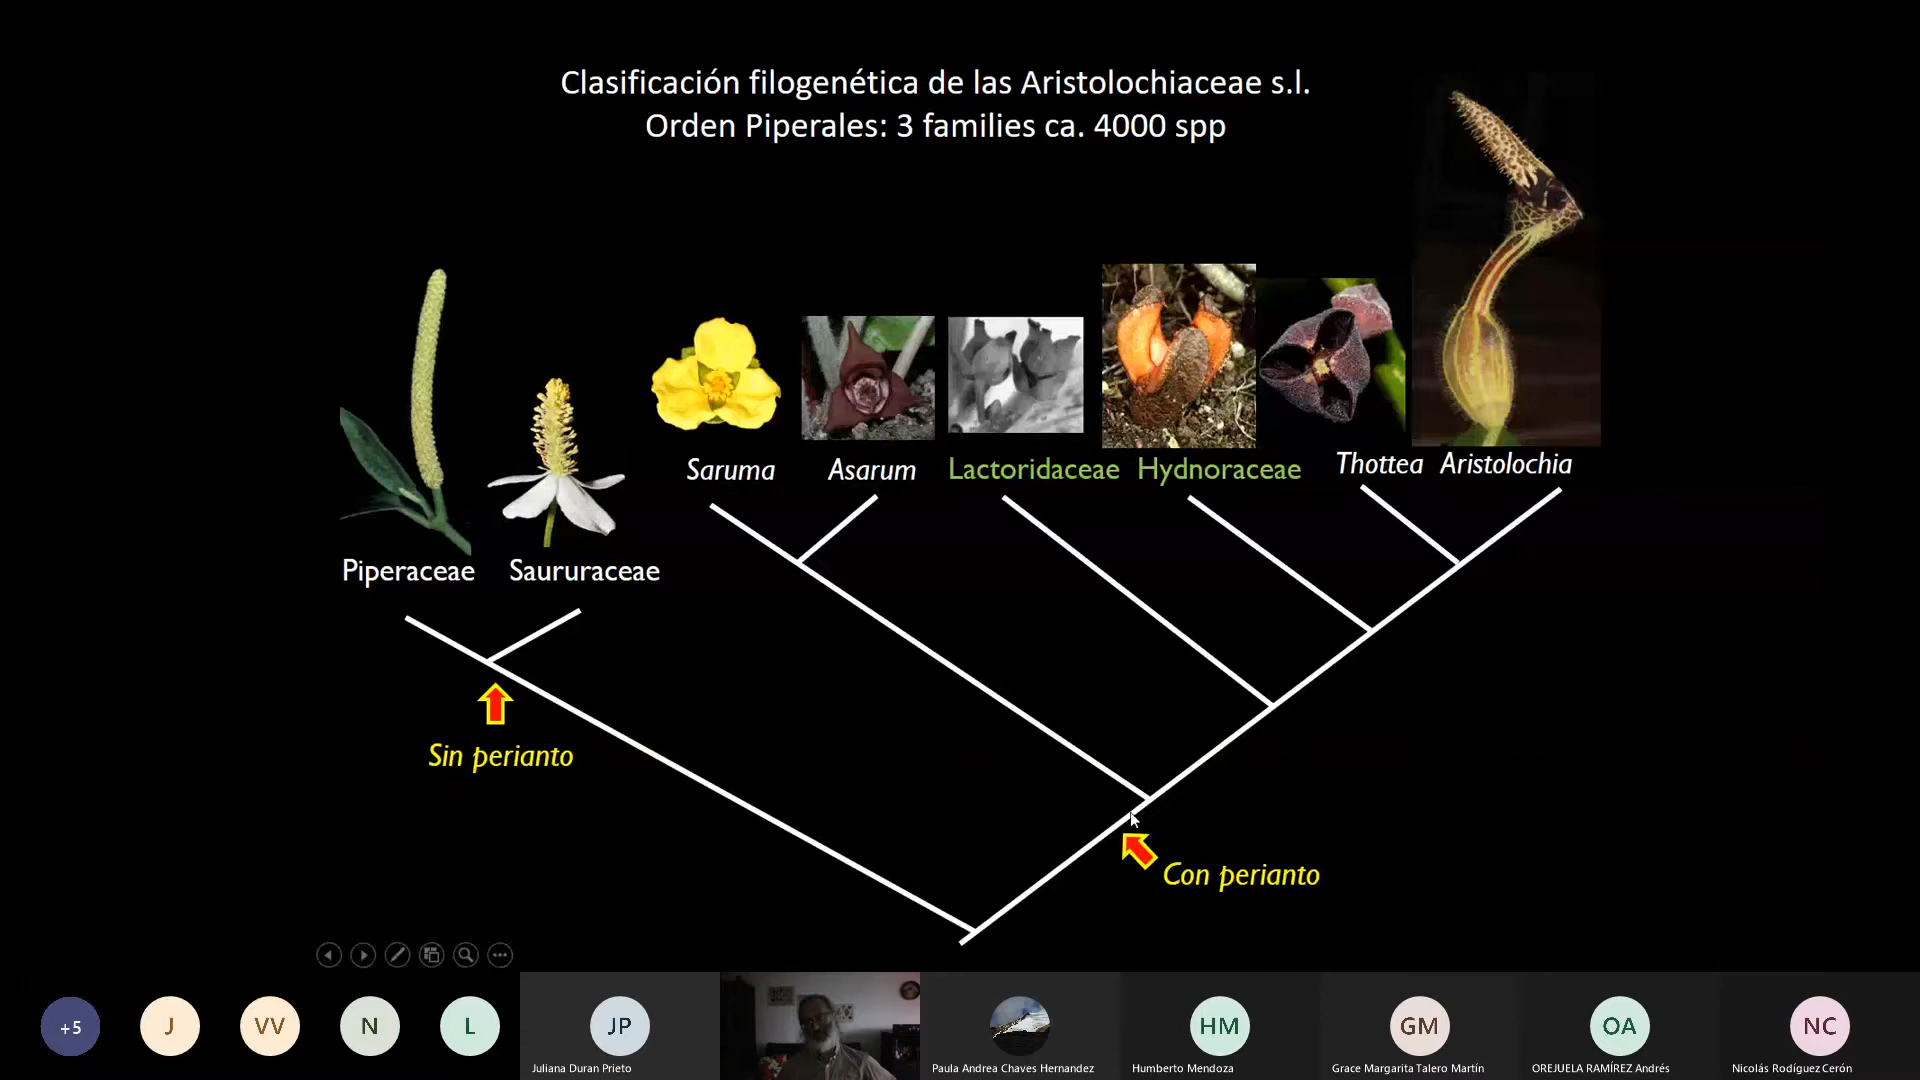 Clasificación filogenética de las Aristolochiaceae s.l.
Orden Piperales: 3 families ca. 4000 spp
Saruma
Asarum
Lactoridaceae
Hydnoraceae
Thottea
Aristolochia
Piperaceae
Saururaceae
Sin perianto
Con perianto
+5
J
VV
N
L
JP
HM
GM
OA
NC
Juliana Duran Prieto
Paula Andrea Chaves Hernandez
Humberto Mendoza
Grace Margarita Talero Martín
OREJUELA RAMÍREZ Andrés
Nicolás Rodíguez Cerón